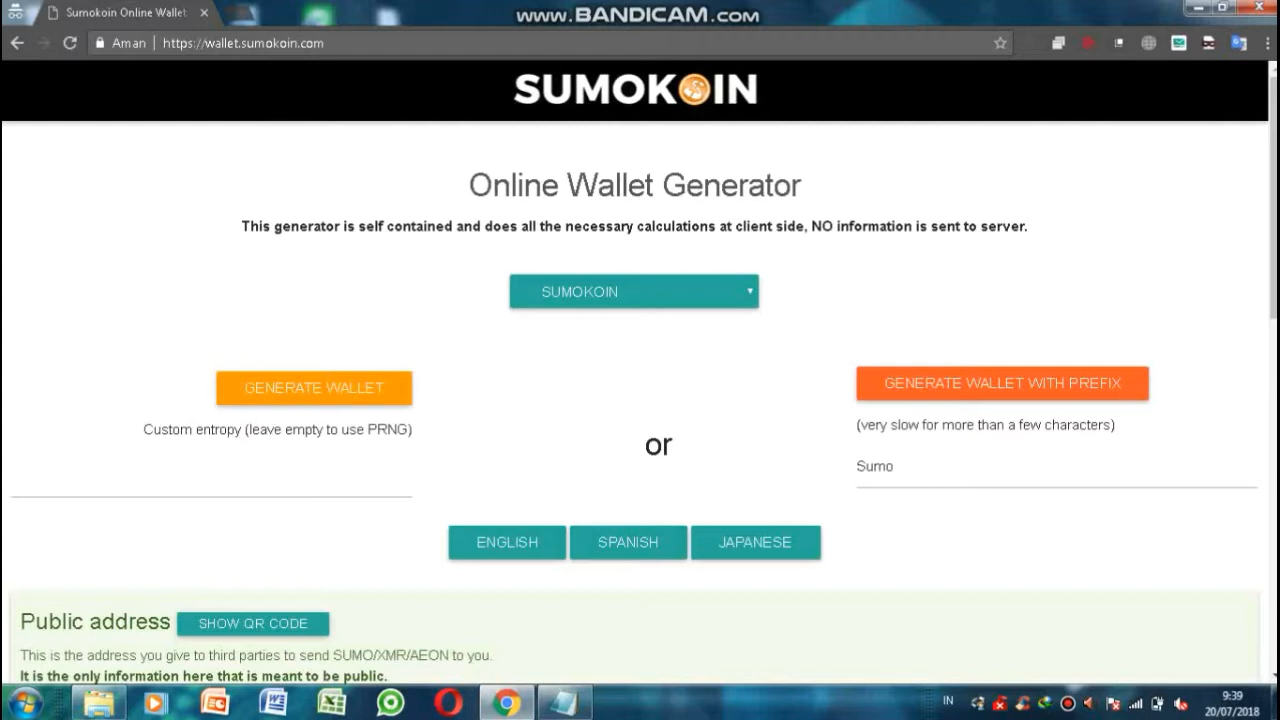 Sumokoin Online Wallet
www.BANDICAM.com
Aman
https://wallet.sumokoin.com
SUMOKOIN
Online Wallet Generator
This generator is self contained and does all the necessary calculations at client side, NO information is sent to server.
SUMOKOIN
GENERATE WALLET
GENERATE WALLET WITH PREFIX
Custom entropy (leave empty to use PRNG)
(very slow for more than a few characters)
or
Sumo
ENGLISH
SPANISH
JAPANESE
Public address
SHOW QR CODE
This is the address you give to third parties to send SUMO/XMR/AEON to you.
It is the only information here that is meant to be public.
IN
9:39
20/07/2018